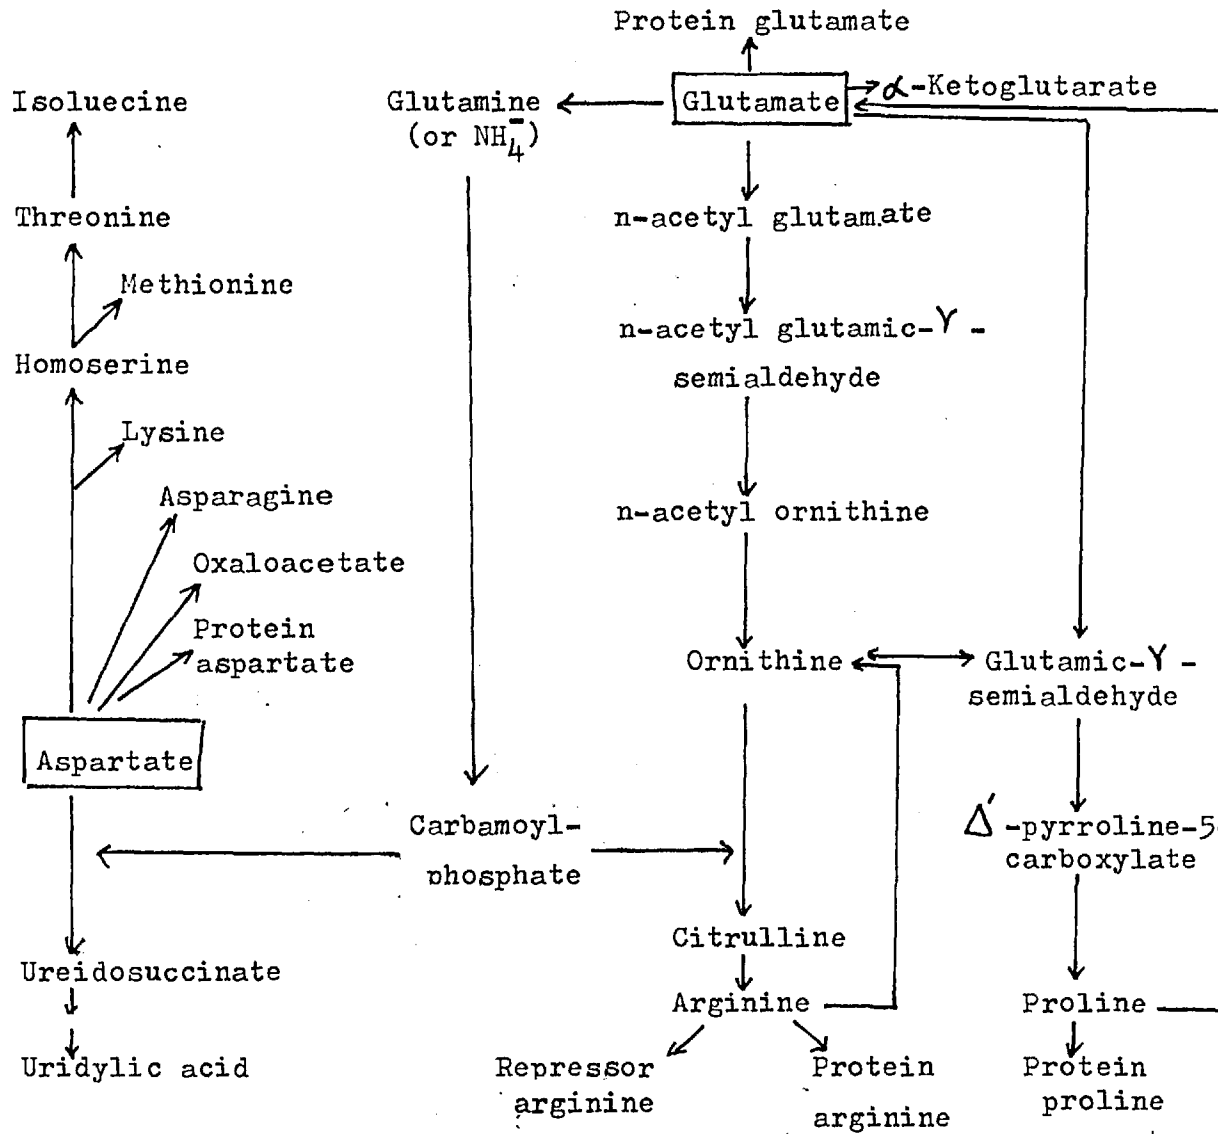 Protein glutamate
Isoluecine
Glutamine
(or NH4-)
Glutamate
α-Ketoglutarate
Threonine
n-acetyl glutamate
Methionine
n-acetyl glutamic-γ-
semialdehyde
Homoserine
Lysine
Asparagine
n-acetyl ornithine
Oxaloacetate
Protein
aspartate
Ornithine
Glutamic-γ-
semialdehyde
Aspartate
Carbamoyl-
phosphate
Δ'-pyrroline-5
carboxylate
Citrulline
Ureidosuccinate
Arginine
Proline
Uridylic acid
Repressor
arginine
Protein
arginine
Protein
proline